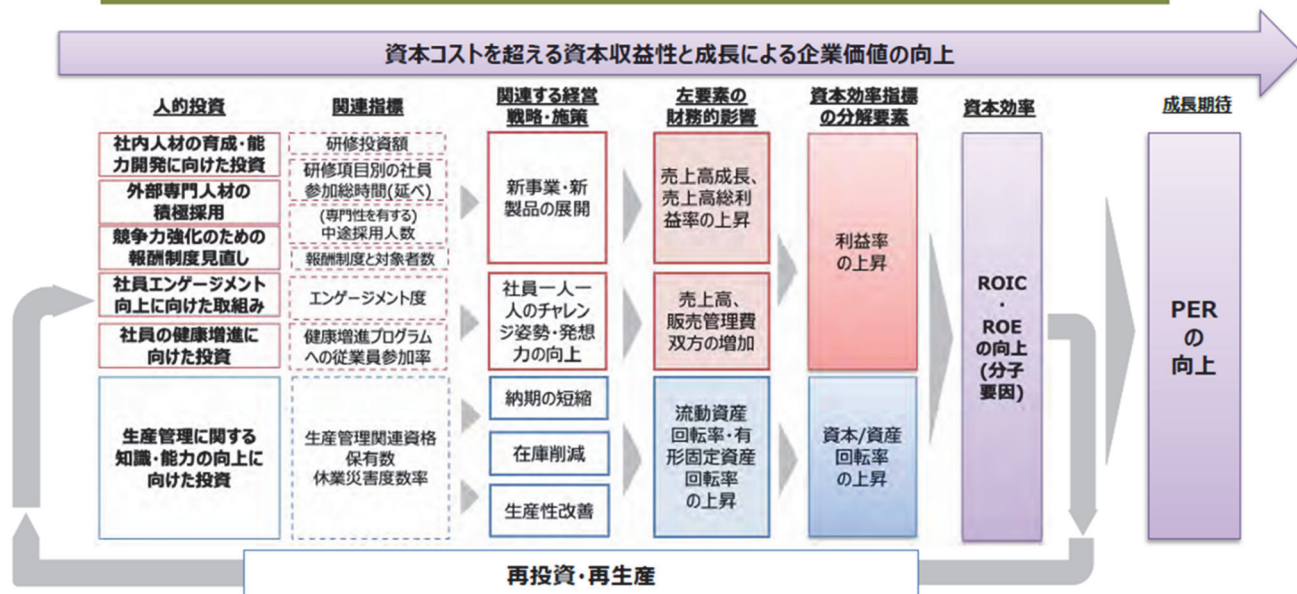 資本コストを超える資本収益性と成長による企業価値の向上
人的投資
社内人材の育成・能
力開発に向けた投資
外部専門人材の
積極採用
競争力強化のための
報酬制度見直し
社員エンゲージメント
向上に向けた取組み
社員の健康増進に
向けた投資
生産管理に関する
知識・能力の向上に
向けた投資
関連指標
研修投資額
研修項目別の社員
参加総時間(延べ)
(専門性を有する)
中途採用人数
報酬制度と対象者数
エンゲージメント度
健康増進プログラム
への従業員参加率
生産管理関連資格
保有数
休業災害度数率
関連する経営
戦略・施策
新事業・新
製品の展開
社員一人一
人のチャレン
ジ姿勢・発想
力の向上
納期の短縮
在庫削減
生産性改善
左要素の
財務的影響
売上高成長、
売上高総利
益率の上昇
売上高、
販売管理費
双方の増加
流動資産
回転率・有
形固定資産
回転率
の上昇
資本効率指標
の分解要素
利益率
の上昇
資本/資産
回転率
の上昇
資本効率
ROIC
・
ROE
の向上
(分子
要因)
成長期待
PER
の
向上
再投資・再生産